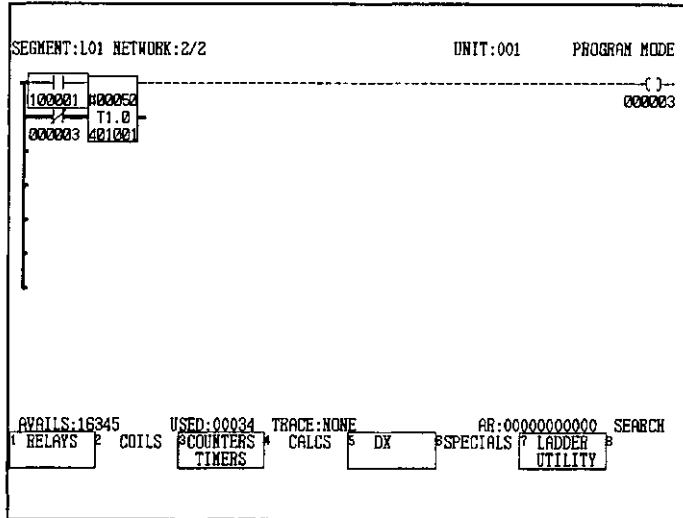 SEGMENT:L01 NETWORK:2/2 UNIT:001 PROGRAM MODE
100001 #00050 000003
T1.0
000003 401001
AVAILS:16345 USED:00034 TRACE:NONE AR:00000000000 SEARCH
1 RELAYS 2 COILS 3 COUNTERS 4 CALCS 5 DX 6 SPECIALS 7 LADDER 8
TIMERS UTILITY